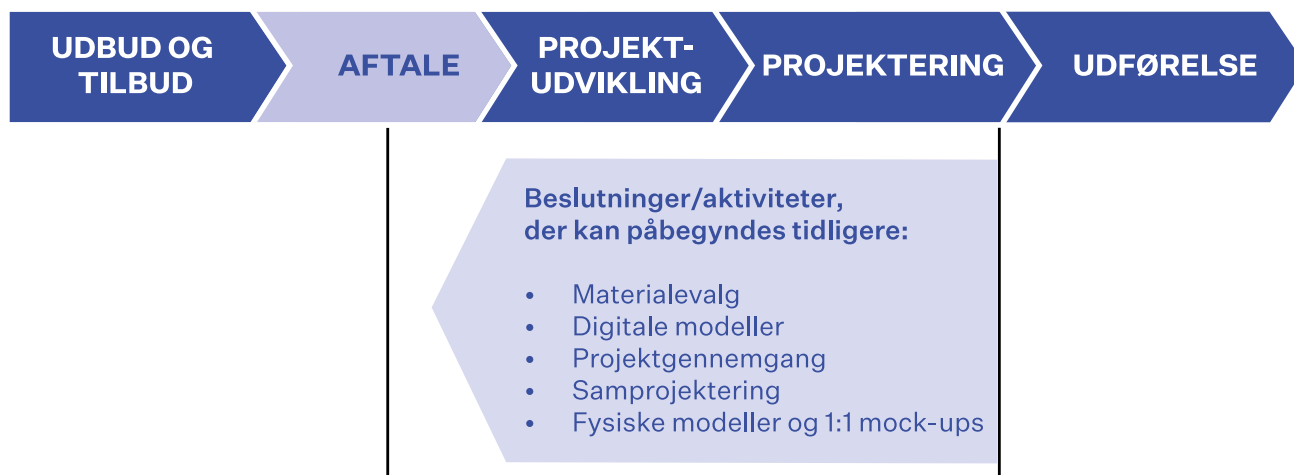 UDBUD OG
TILBUD
AFTALE
PROJEKT-
UDVIKLING
PROJEKTERING
UDFØRELSE
Beslutninger/aktiviteter,
der kan påbegyndes tidligere:
• Materialevalg
• Digitale modeller
• Projektgennemgang
• Samprojektering
• Fysiske modeller og 1:1 mock-ups